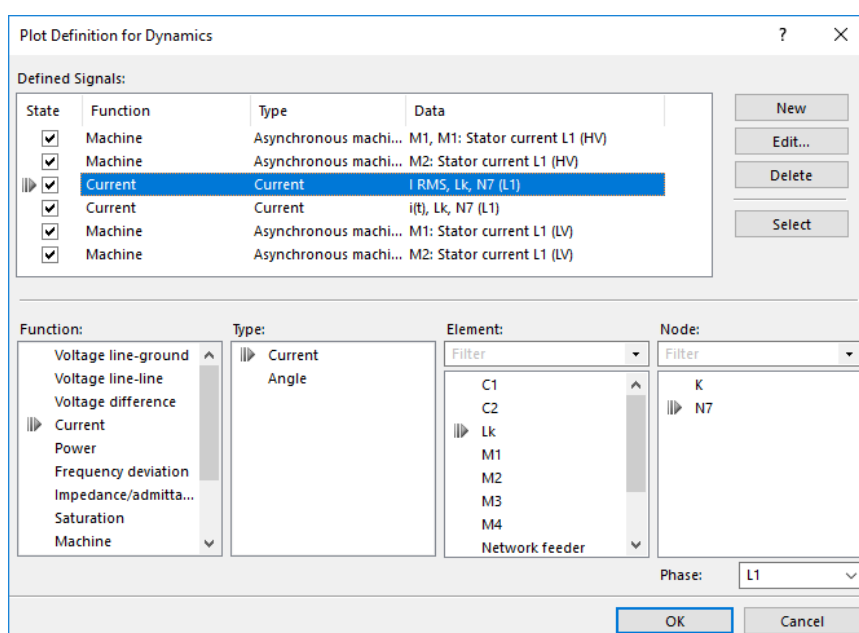 Plot Definition for Dynamics ?
Defined Signals:
State Function Type Data
Machine Asynchronous machi... M1, M1: Stator current L1 (HV)
Machine Asynchronous machi... M2: Stator current L1 (HV)
Current Current I RMS, Lk, N7 (L1)
Current Current i(t), Lk, N7 (L1)
Machine Asynchronous machi... M1: Stator current L1 (LV)
Machine Asynchronous machi... M2: Stator current L1 (LV)
New
Edit...
Delete
Select
Function:
Voltage line-ground
Voltage line-line
Voltage difference
Current
Power
Frequency deviation
Impedance/admitta...
Saturation
Machine
Type:
Current
Angle
Element:
Filter
C1
C2
Lk
M1
M2
M3
M4
Network feeder
Node:
Filter
K
N7
Phase: L1
OK Cancel